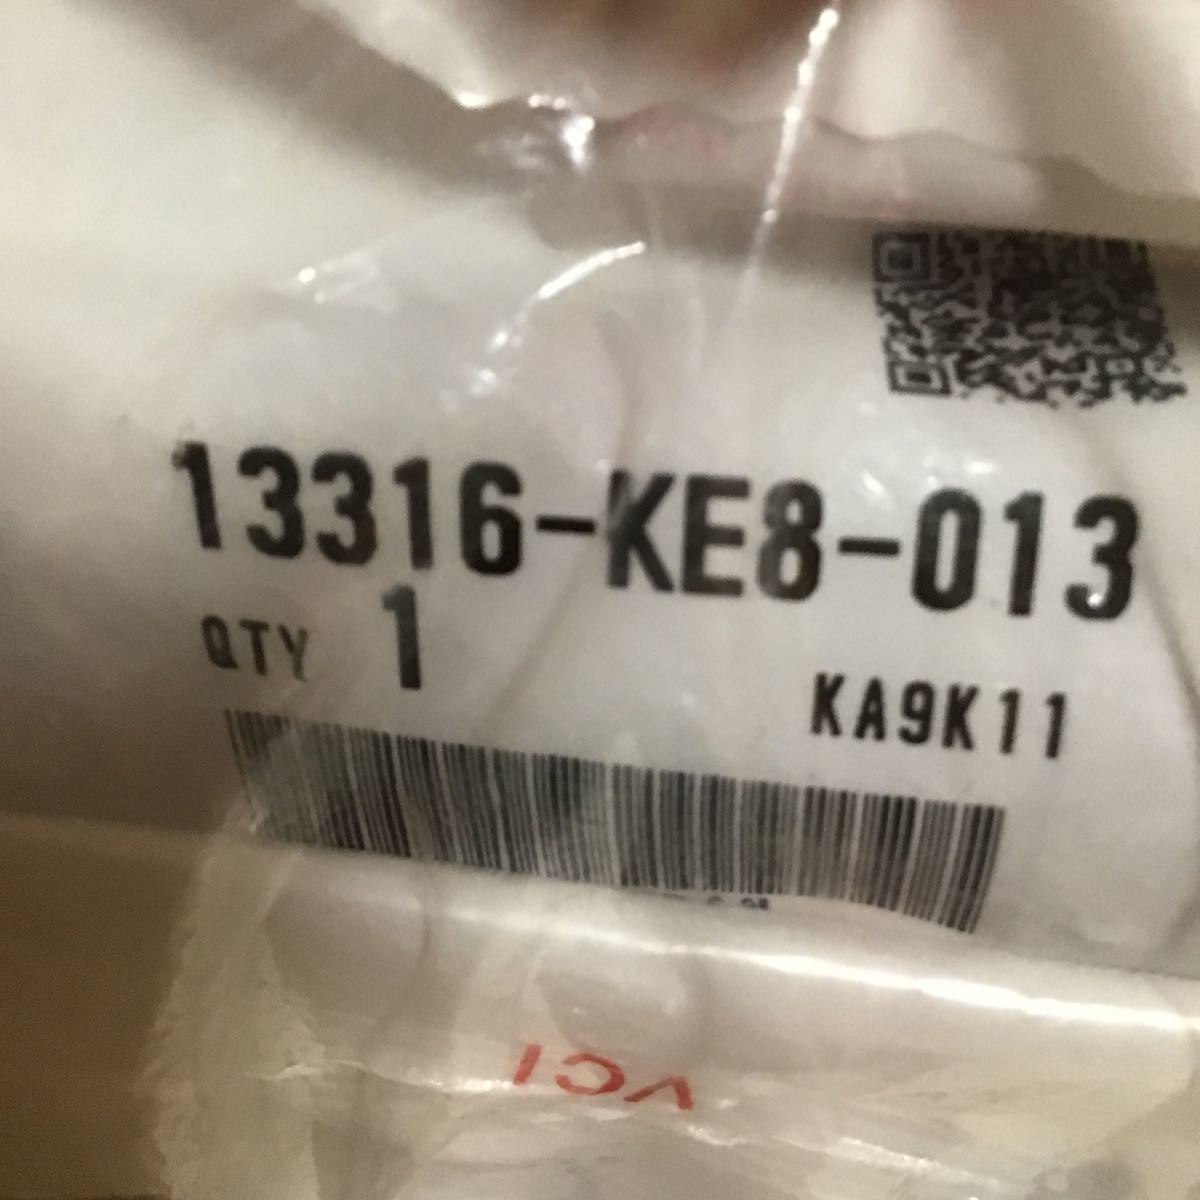 13316-KE8-013
QTY 1
KA9K11
VCI